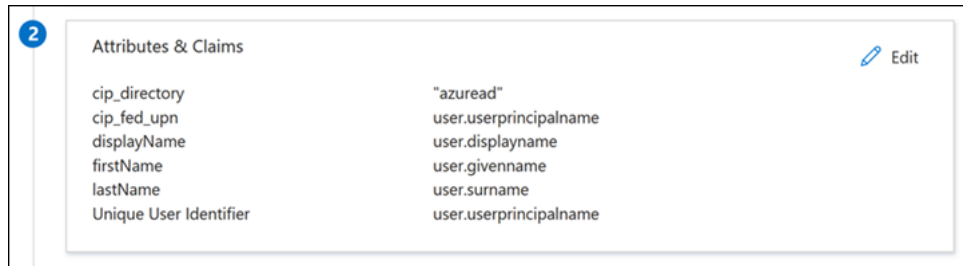 2
Attributes & Claims
Edit
cip_directory "azuread"
cip_fed_upn user.userprincipalname
displayName user.displayname
firstName user.givenname
lastName user.surname
Unique User Identifier user.userprincipalname